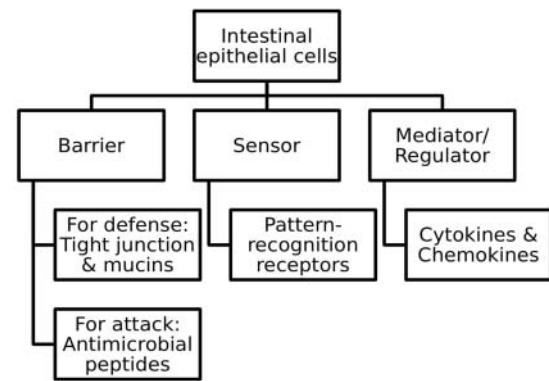 Intestinal
epithelial cells
Barrier
Sensor
Mediator/
Regulator
For defense:
Tight junction
& mucins
Pattern-
recognition
receptors
Cytokines &
Chemokines
For attack:
Antimicrobial
peptides